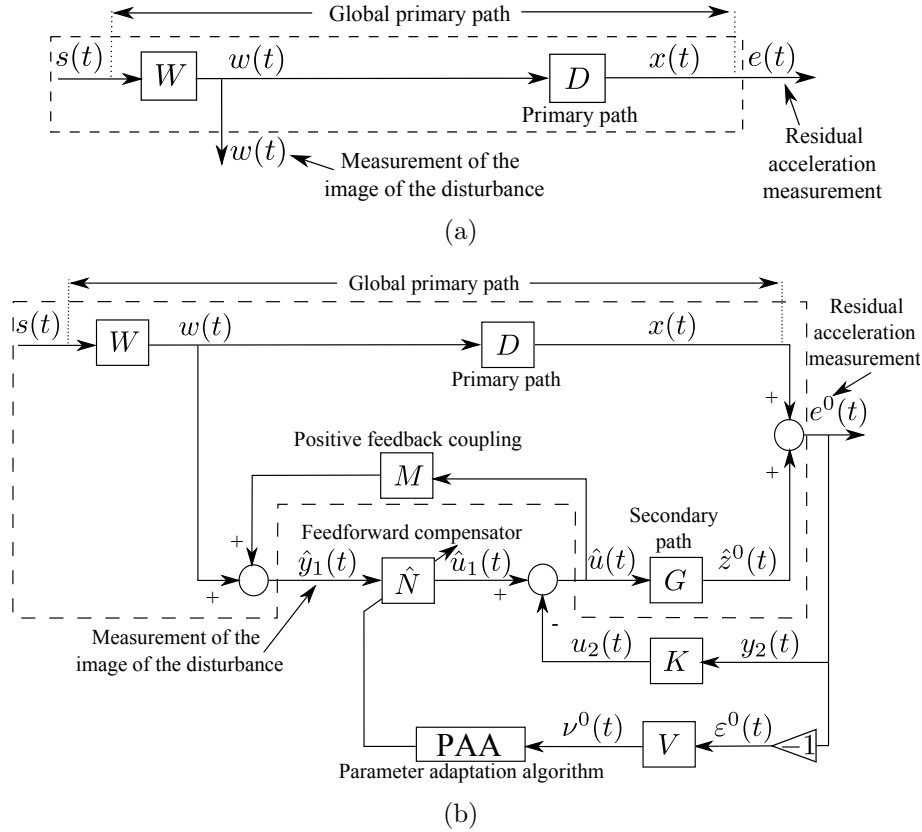 Global primary path
s(t)
W
w(t)
D
x(t)
e(t)
Primary path
w(t)
Measurement of the
image of the disturbance
Residual
acceleration
measurement
(a)
Global primary path
s(t)
W
w(t)
D
x(t)
Primary path
Residual
acceleration
measurement
+
e⁰(t)
+
Positive feedback coupling
M
+
+
ŷ₁(t)
Feedforward compensator
N̂
û₁(t)
+
-
û(t)
Secondary
path
G
ẑ⁰(t)
Measurement of the
image of the disturbance
u₂(t)
K
y₂(t)
PAA
ν⁰(t)
V
ε⁰(t)
−1
Parameter adaptation algorithm
(b)